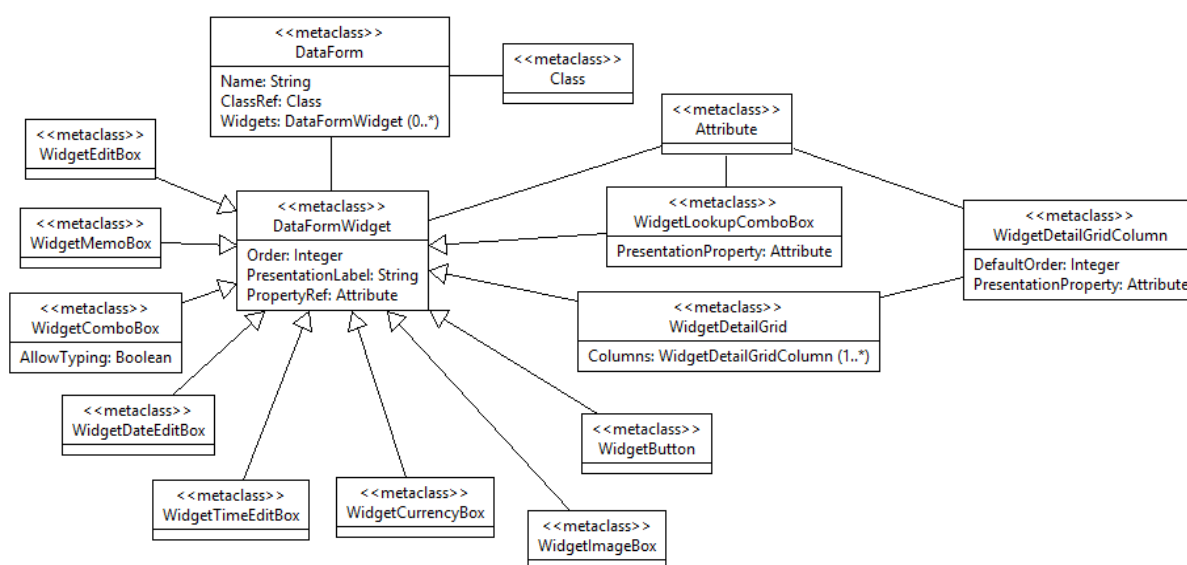 <<metaclass>>
DataForm
Name: String
ClassRef: Class
Widgets: DataFormWidget (0..*)
<<metaclass>>
Class
<<metaclass>>
Attribute
<<metaclass>>
WidgetEditBox
<<metaclass>>
DataFormWidget
Order: Integer
PresentationLabel: String
PropertyRef: Attribute
<<metaclass>>
WidgetLookupComboBox
PresentationProperty: Attribute
<<metaclass>>
WidgetDetailGridColumn
DefaultOrder: Integer
PresentationProperty: Attribute
<<metaclass>>
WidgetMemoBox
<<metaclass>>
WidgetComboBox
AllowTyping: Boolean
<<metaclass>>
WidgetDetailGrid
Columns: WidgetDetailGridColumn (1..*)
<<metaclass>>
WidgetDateEditBox
<<metaclass>>
WidgetButton
<<metaclass>>
WidgetTimeEditBox
<<metaclass>>
WidgetCurrencyBox
<<metaclass>>
WidgetImageBox